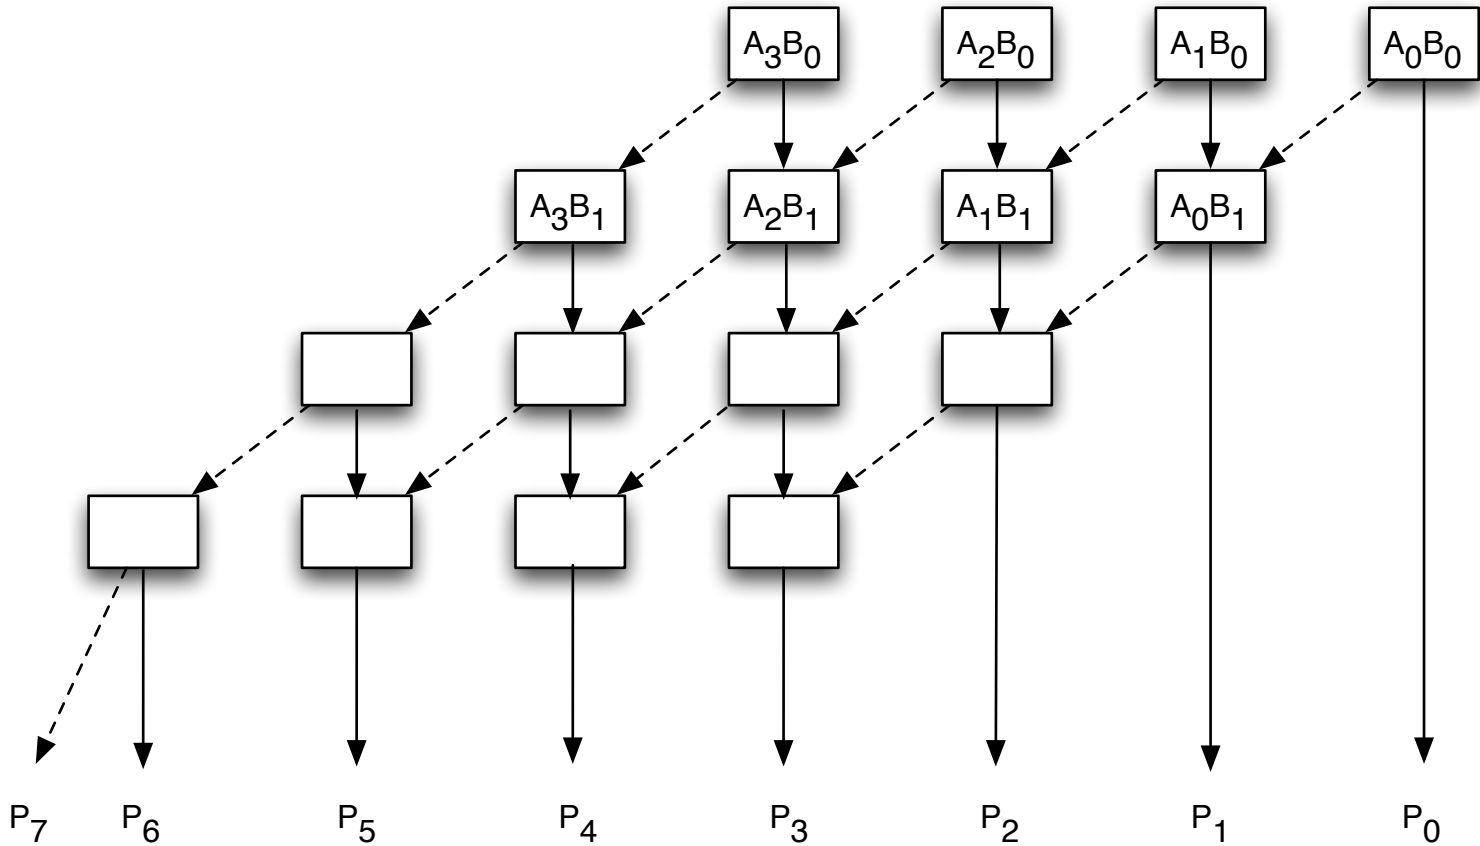 A₃B₀ A₂B₀ A₁B₀ A₀B₀
A₃B₁ A₂B₁ A₁B₁ A₀B₁
P₇ P₆ P₅ P₄ P₃ P₂ P₁ P₀